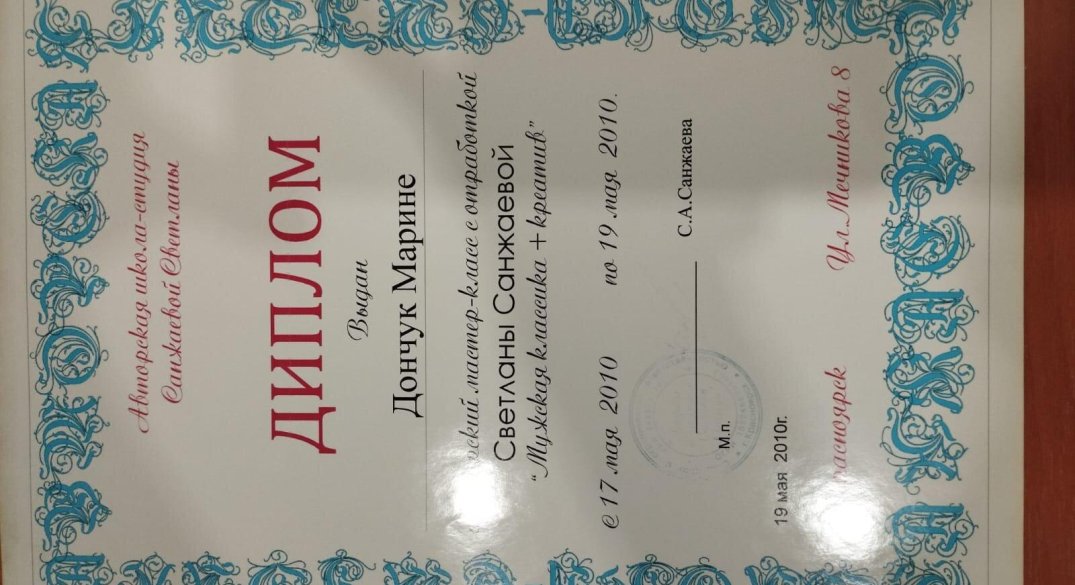 Авторская школа-студия
Санжаевой Светланы
ДИПЛОМ
Выдан
Дончук Марине
мастер-класс с отработкой
Светланы Санжаевой
“Мужская классика + креатив”
С 17 мая 2010 по 19 мая 2010.
С.А.Санжаева
М.п.
19 мая 2010г.
Ул. Мечникова 8